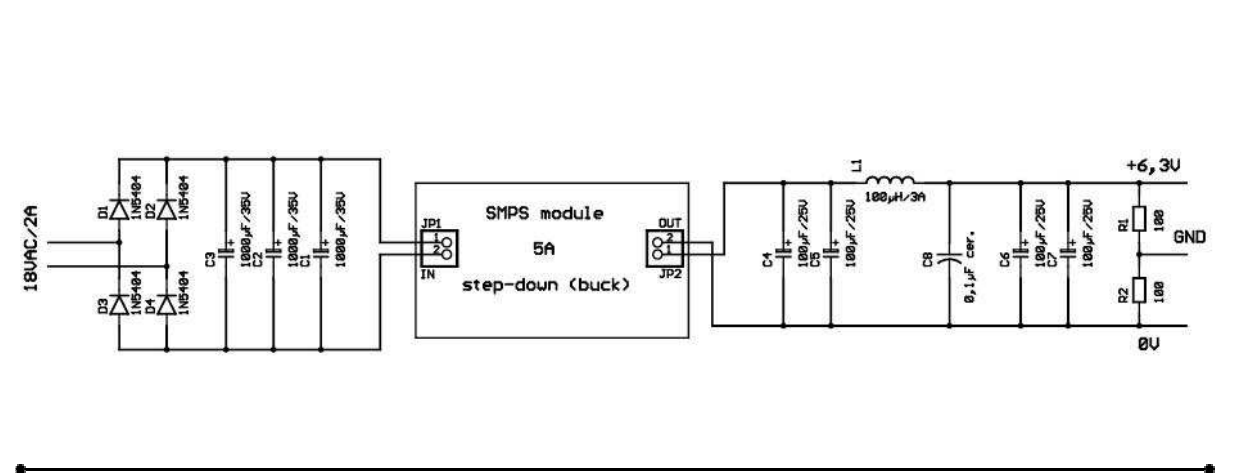 18VAC/2A
D1
1N5404
D2
1N5404
D3
1N5404
D4
1N5404
C3
1000µF/35V
C2
1000µF/35V
C1
1000µF/35V
JP1
1
2
IN
SMPS module
5A
step-down (buck)
OUT
2
1
JP2
C4
100µF/25V
C5
100µF/25V
L1
100µH/3A
C8
0,1µF cer.
C6
100µF/25V
C7
100µF/25V
+6,3V
R1
100
GND
R2
100
0V